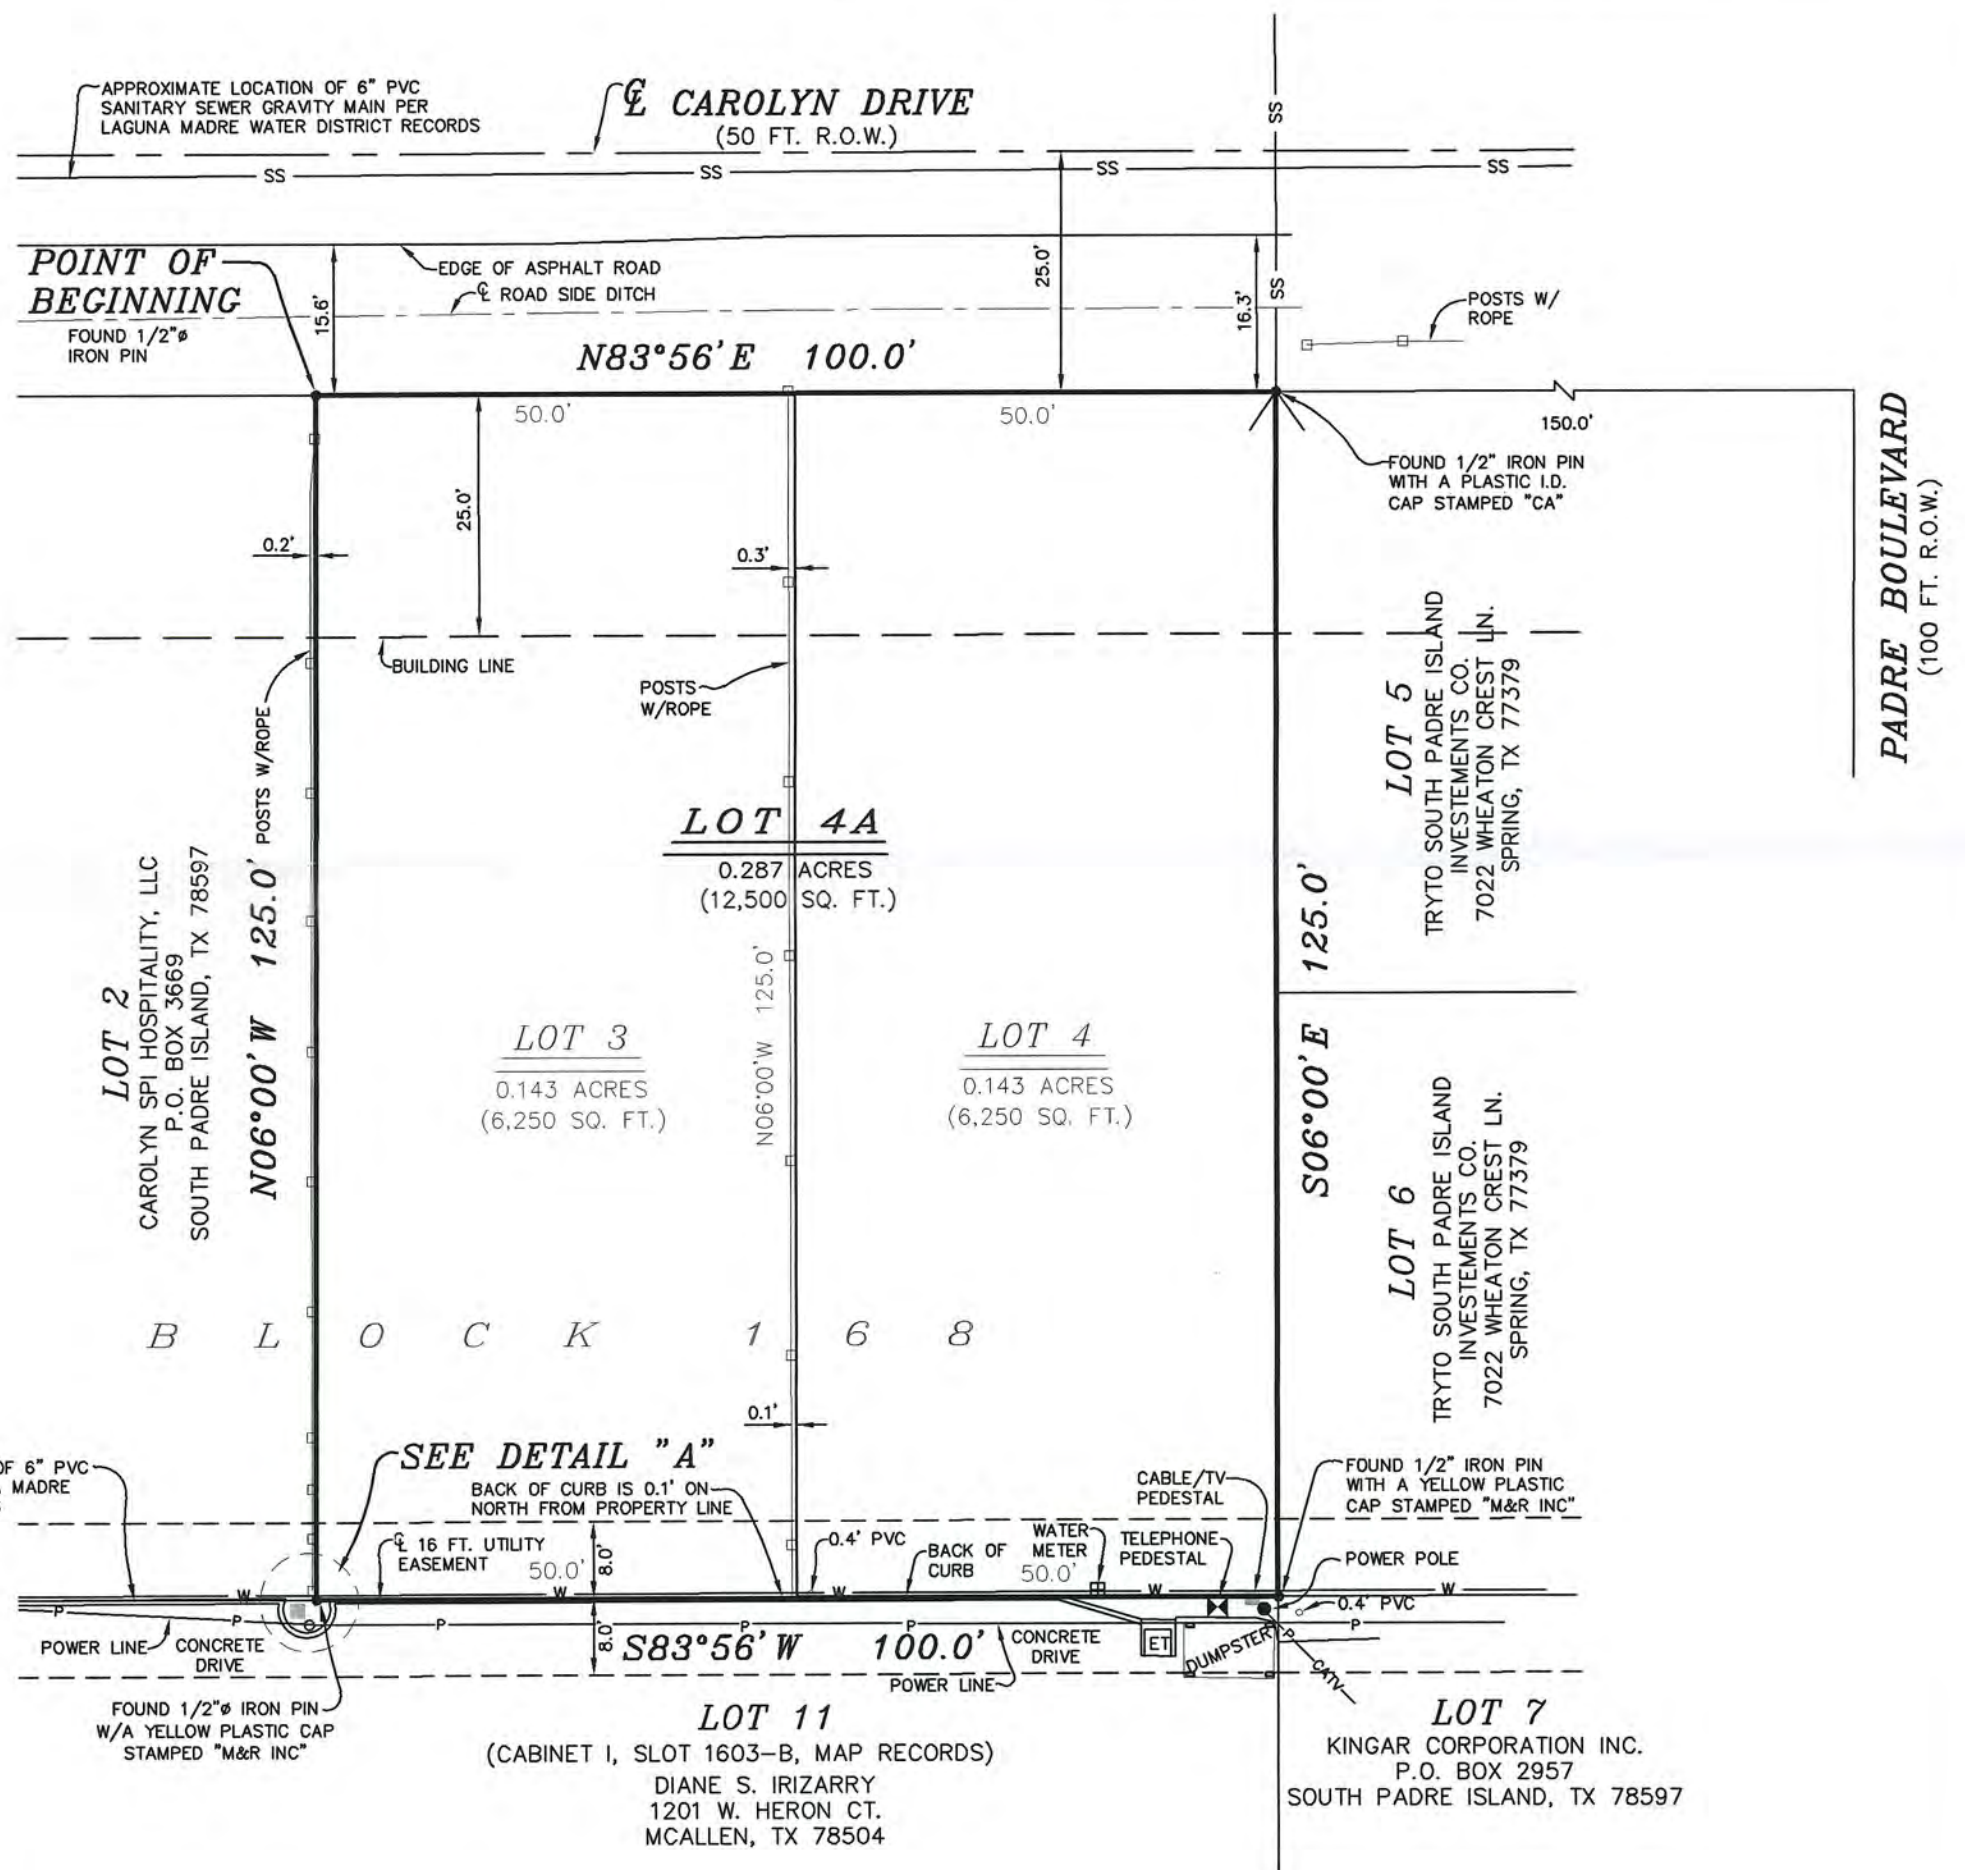 APPROXIMATE LOCATION OF 6" PVC
SANITARY SEWER GRAVITY MAIN PER
LAGUNA MADRE WATER DISTRICT RECORDS
℄ CAROLYN DRIVE
(50 FT. R.O.W.)
SS
SS
SS
SS
SS
SS
POINT OF
BEGINNING
FOUND 1/2"ø
IRON PIN
15.6'
EDGE OF ASPHALT ROAD
℄ ROAD SIDE DITCH
25.0'
16.3'
POSTS W/
ROPE
N83°56'E 100.0'
50.0'
50.0'
150.0'
FOUND 1/2" IRON PIN
WITH A PLASTIC I.D.
CAP STAMPED "CA"
PADRE BOULEVARD
(100 FT. R.O.W.)
25.0'
0.2'
0.3'
BUILDING LINE
POSTS
W/ROPE
POSTS W/ROPE
LOT 5
TRYTO SOUTH PADRE ISLAND
INVESTEMENTS CO.
7022 WHEATON CREST LN.
SPRING, TX 77379
LOT 4A
0.287 ACRES
(12,500 SQ. FT.)
LOT 2
CAROLYN SPI HOSPITALITY, LLC
P.O. BOX 3669
SOUTH PADRE ISLAND, TX 78597
N06°00'W 125.0'
N06°00'W 125.0'
S06°00'E 125.0'
LOT 3
0.143 ACRES
(6,250 SQ. FT.)
LOT 4
0.143 ACRES
(6,250 SQ. FT.)
LOT 6
TRYTO SOUTH PADRE ISLAND
INVESTEMENTS CO.
7022 WHEATON CREST LN.
SPRING, TX 77379
BLOCK 168
0.1'
OF 6" PVC
MADRE
SEE DETAIL "A"
BACK OF CURB IS 0.1' ON
NORTH FROM PROPERTY LINE
CABLE/TV
PEDESTAL
FOUND 1/2" IRON PIN
WITH A YELLOW PLASTIC
CAP STAMPED "M&R INC"
℄ 16 FT. UTILITY
EASEMENT
50.0'
8.0'
0.4' PVC
BACK OF
CURB
WATER
METER
50.0'
TELEPHONE
PEDESTAL
POWER POLE
W
W
W
W
W
0.4' PVC
P
P
P
P
P
P
P
POWER LINE
CONCRETE
DRIVE
8.0'
S83°56'W 100.0'
CONCRETE
DRIVE
POWER LINE
ET
DUMPSTER
CATV
FOUND 1/2"ø IRON PIN
W/A YELLOW PLASTIC CAP
STAMPED "M&R INC"
LOT 11
(CABINET I, SLOT 1603-B, MAP RECORDS)
DIANE S. IRIZARRY
1201 W. HERON CT.
MCALLEN, TX 78504
LOT 7
KINGAR CORPORATION INC.
P.O. BOX 2957
SOUTH PADRE ISLAND, TX 78597